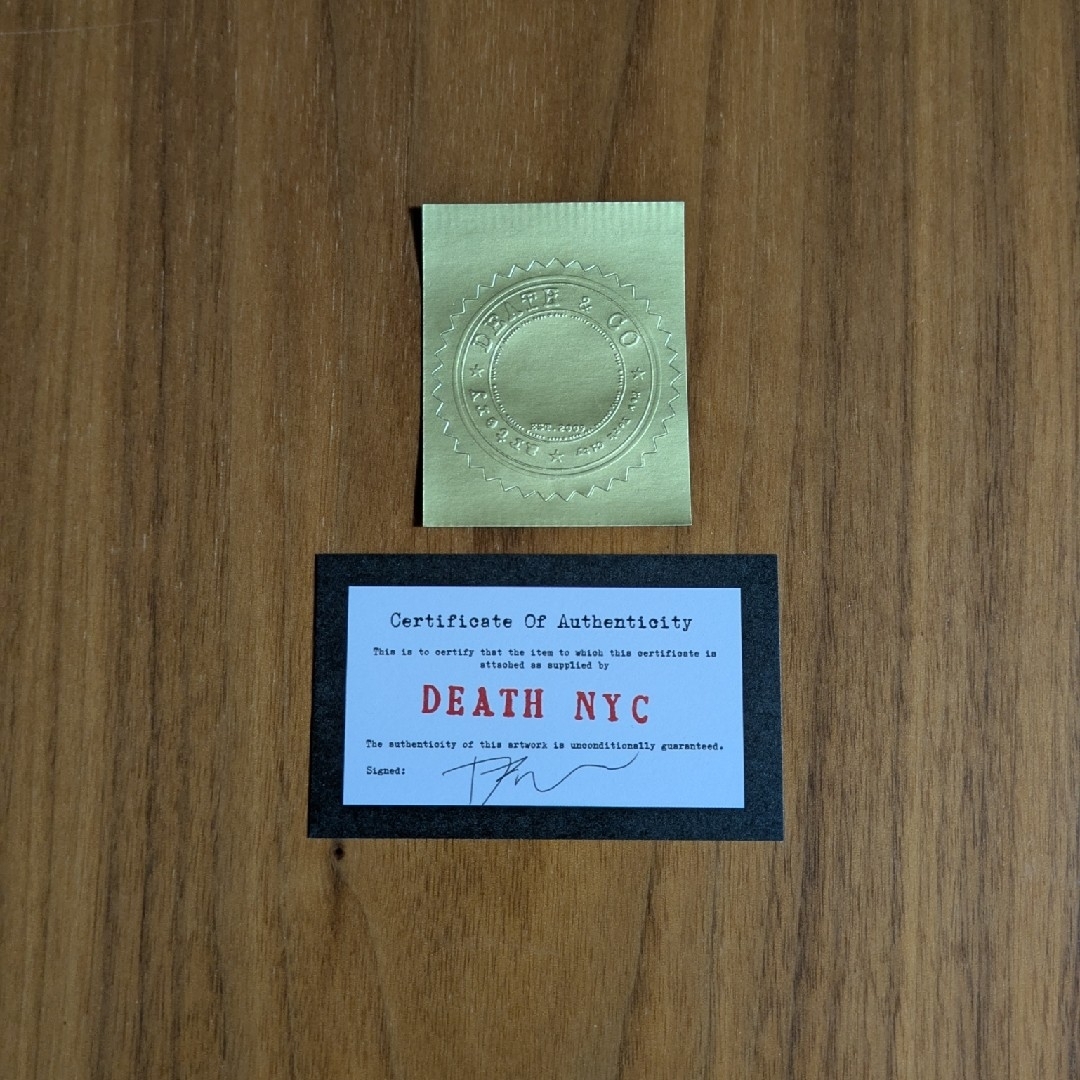 DEATH & CO
EST. 2007
Certificate Of Authenticity
This is to certify that the item to which this certificate is
attached as supplied by
DEATH NYC
The authenticity of this artwork is unconditionally guaranteed.
Signed: